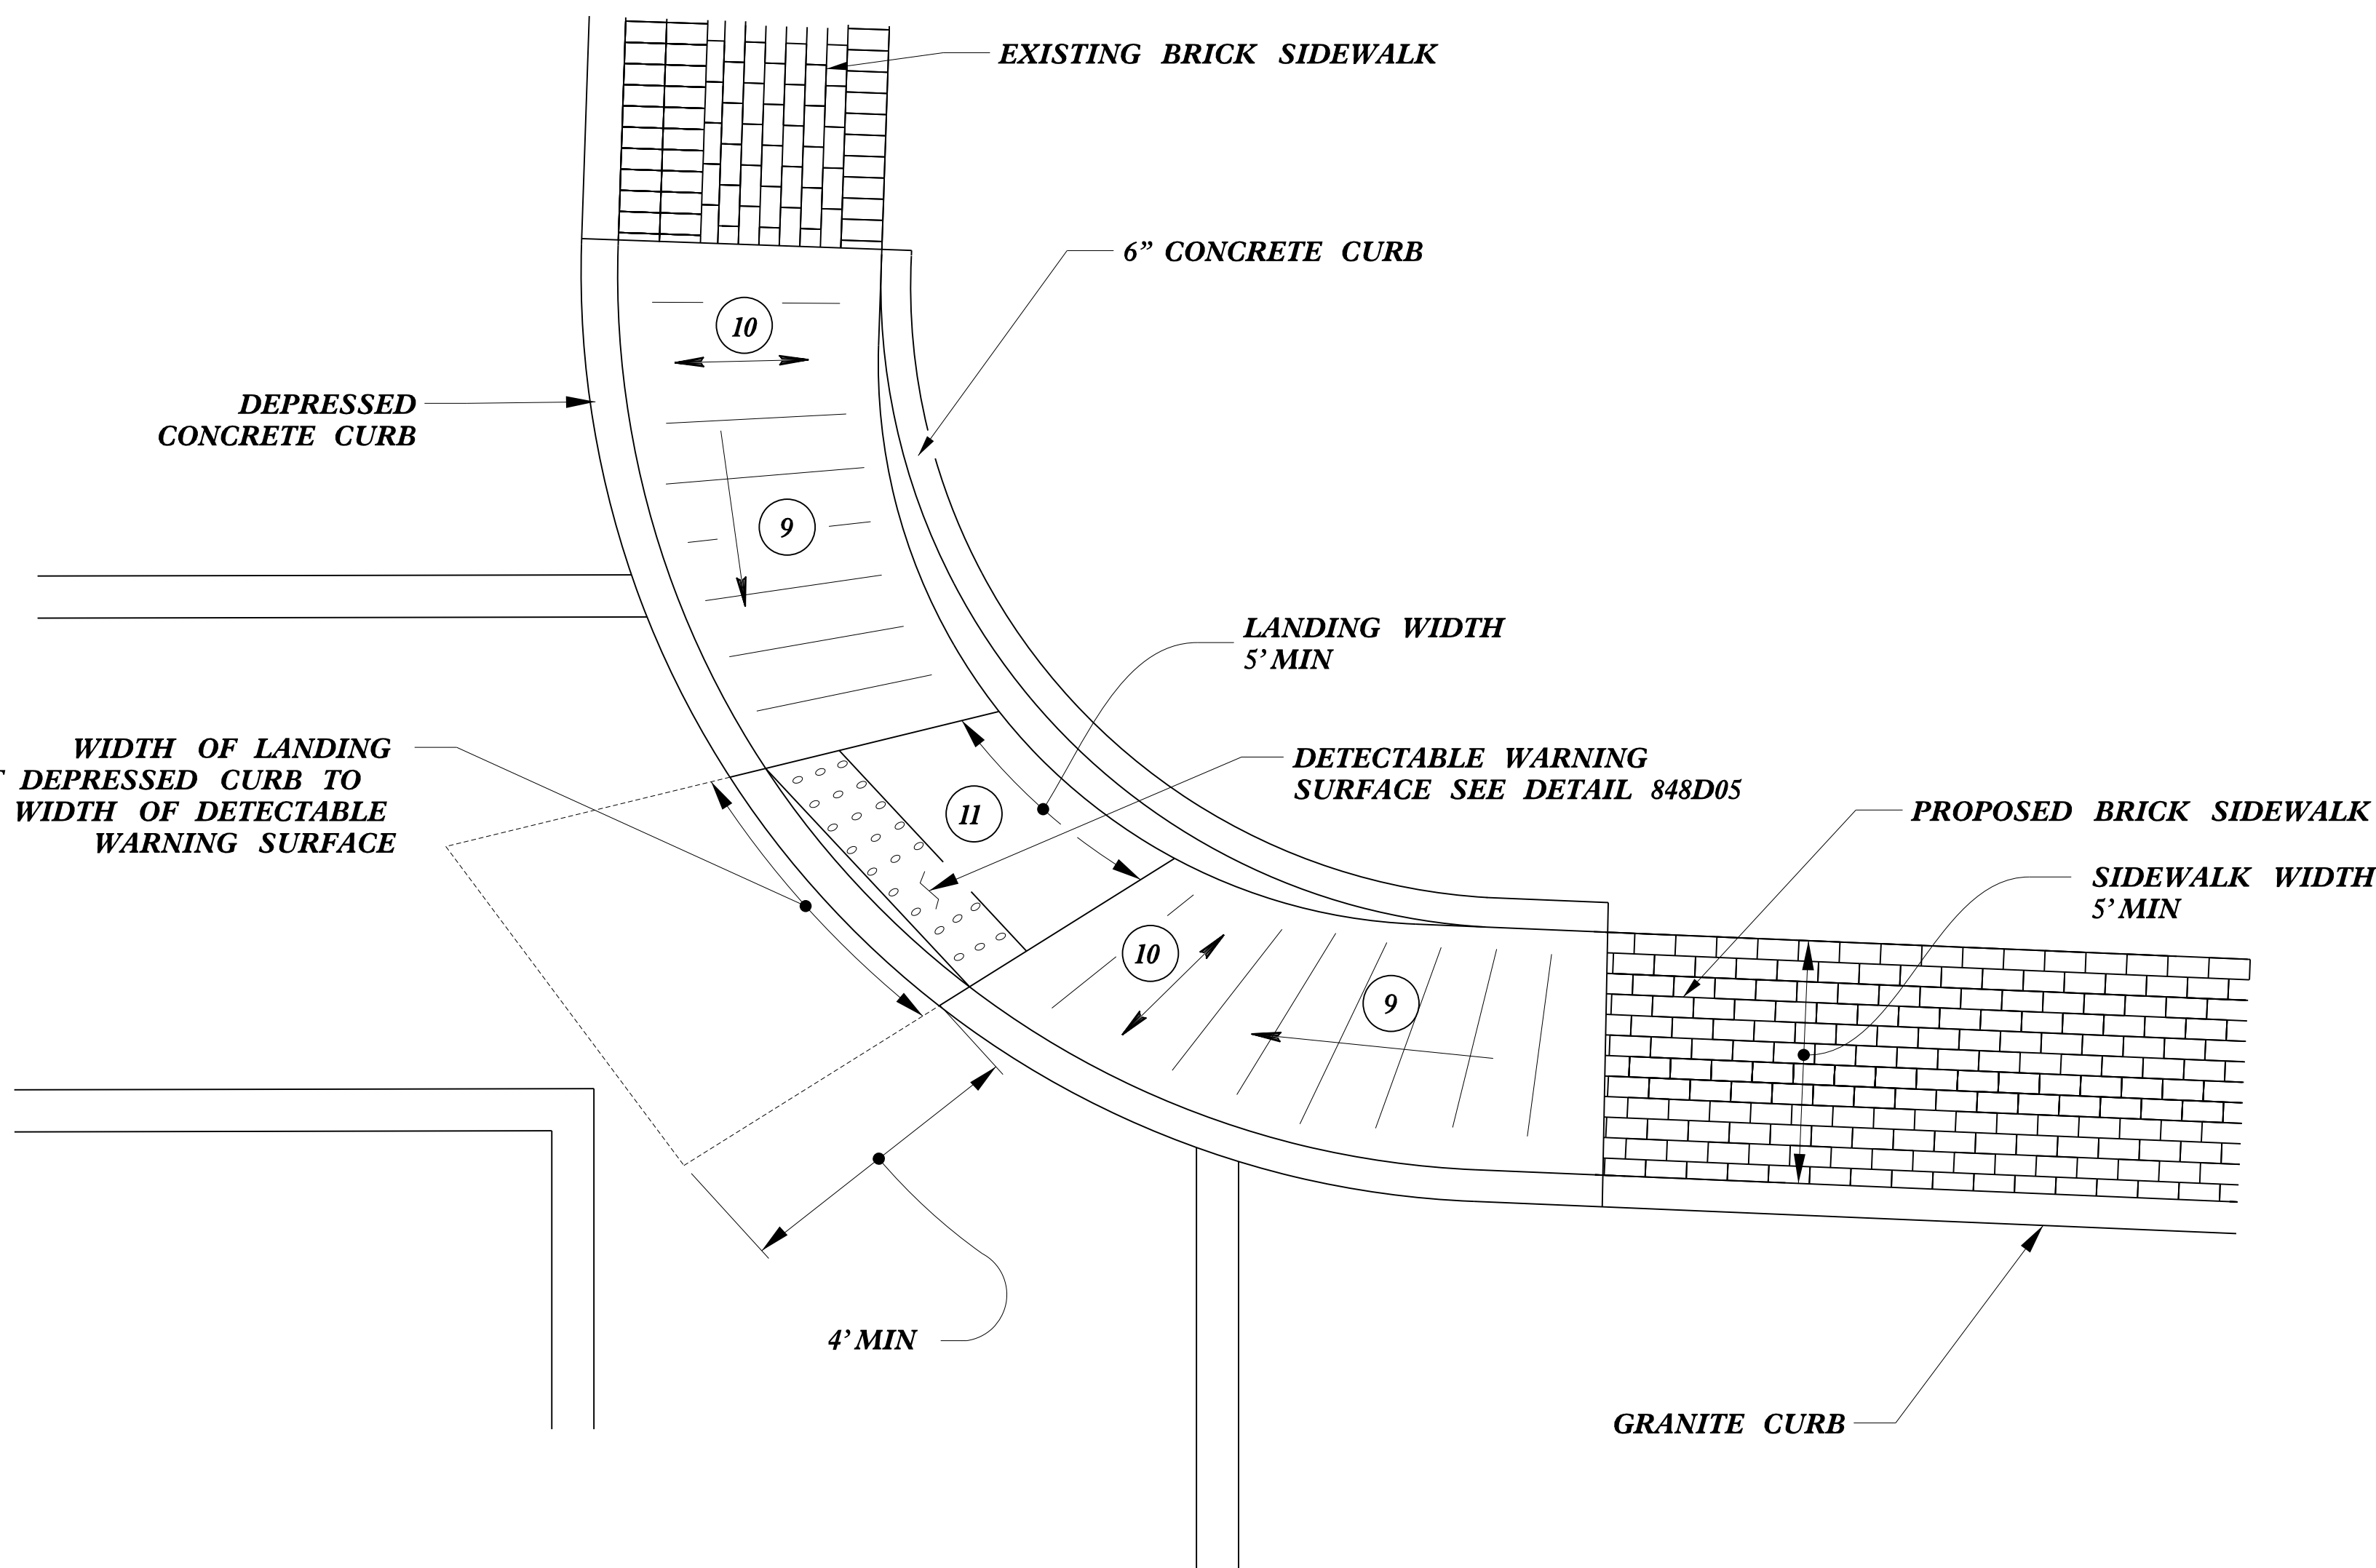 EXISTING BRICK SIDEWALK
6” CONCRETE CURB
10
DEPRESSED
CONCRETE CURB
9
LANDING WIDTH
5’ MIN
WIDTH OF LANDING
DEPRESSED CURB TO
WIDTH OF DETECTABLE
WARNING SURFACE
DETECTABLE WARNING
SURFACE SEE DETAIL 848D05
11
PROPOSED BRICK SIDEWALK
SIDEWALK WIDTH
5’ MIN
10
9
4’ MIN
GRANITE CURB